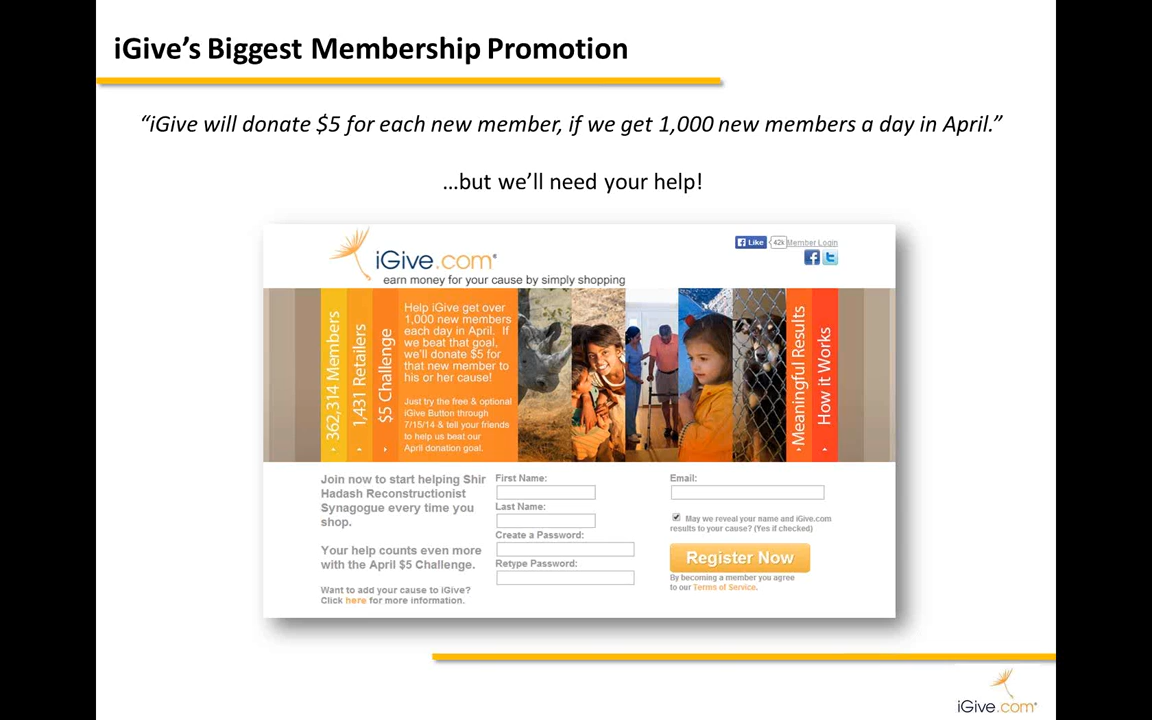 iGive’s Biggest Membership Promotion
“iGive will donate $5 for each new member, if we get 1,000 new members a day in April.”
…but we’ll need your help!
iGive.com®
earn money for your cause by simply shopping
Like
42k
Member Login
362,314 Members
1,431 Retailers
$5 Challenge
Help iGive get over
1,000 new members
each day in April. If
we beat that goal,
we'll donate $5 for
that new member to
his or her cause!
Just try the free & optional
iGive Button through
7/15/14 & tell your friends
to help us beat our
April donation goal.
Meaningful Results
How it Works
Join now to start helping Shir
Hadash Reconstructionist
Synagogue every time you
shop.
Your help counts even more
with the April $5 Challenge.
Want to add your cause to iGive?
Click here for more information.
First Name:
Last Name:
Create a Password:
Retype Password:
Email:
May we reveal your name and iGive.com
results to your cause? (Yes if checked)
Register Now
By becoming a member you agree
to our Terms of Service.
iGive.com®